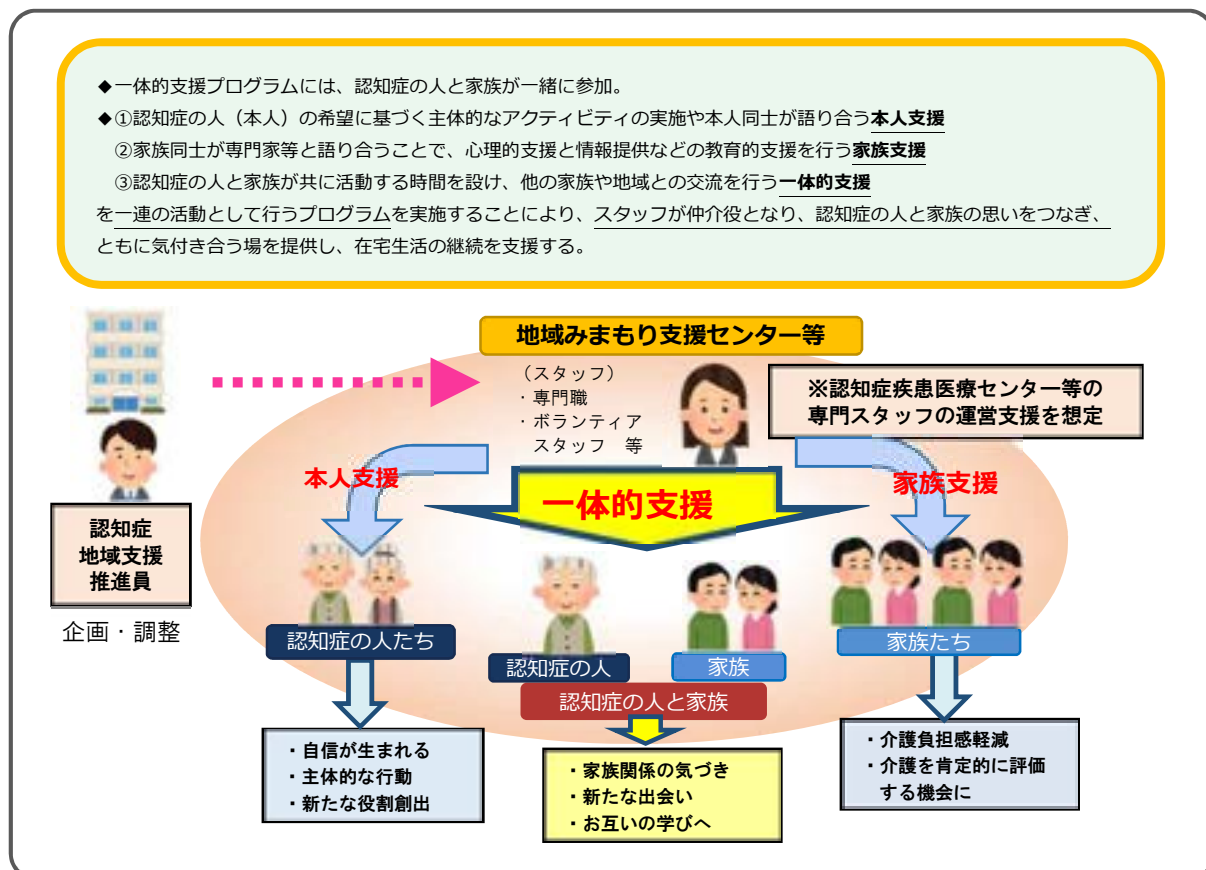 ◆一体的支援プログラムには、認知症の人と家族が一緒に参加。
◆①認知症の人（本人）の希望に基づく主体的なアクティビティの実施や本人同士が語り合う本人支援
②家族同士が専門家等と語り合うことで、心理的支援と情報提供などの教育的支援を行う家族支援
③認知症の人と家族が共に活動する時間を設け、他の家族や地域との交流を行う一体的支援
を一連の活動として行うプログラムを実施することにより、スタッフが仲介役となり、認知症の人と家族の思いをつなぎ、
ともに気付き合う場を提供し、在宅生活の継続を支援する。
地域みまもり支援センター等
（スタッフ）
・専門職
・ボランティア
スタッフ　等
※認知症疾患医療センター等の
専門スタッフの運営支援を想定
本人支援
一体的支援
家族支援
認知症
地域支援
推進員
企画・調整
認知症の人たち
認知症の人
家族
家族たち
認知症の人と家族
・自信が生まれる
・主体的な行動
・新たな役割創出
・家族関係の気づき
・新たな出会い
・お互いの学びへ
・介護負担感軽減
・介護を肯定的に評価
する機会に